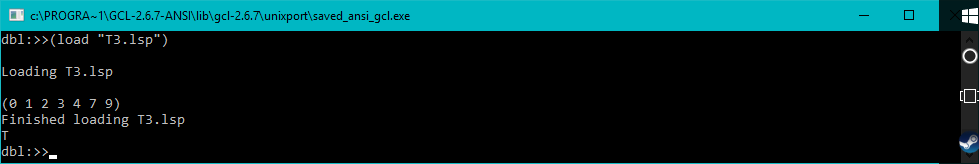 c:\PROGRA~1\GCL-2.6.7-ANSI\lib\gcl-2.6.7\unixport\saved_ansi_gcl.exe
dbl:>>(load "T3.lsp")
Loading T3.lsp
(0 1 2 3 4 7 9)
Finished loading T3.lsp
T
dbl:>>